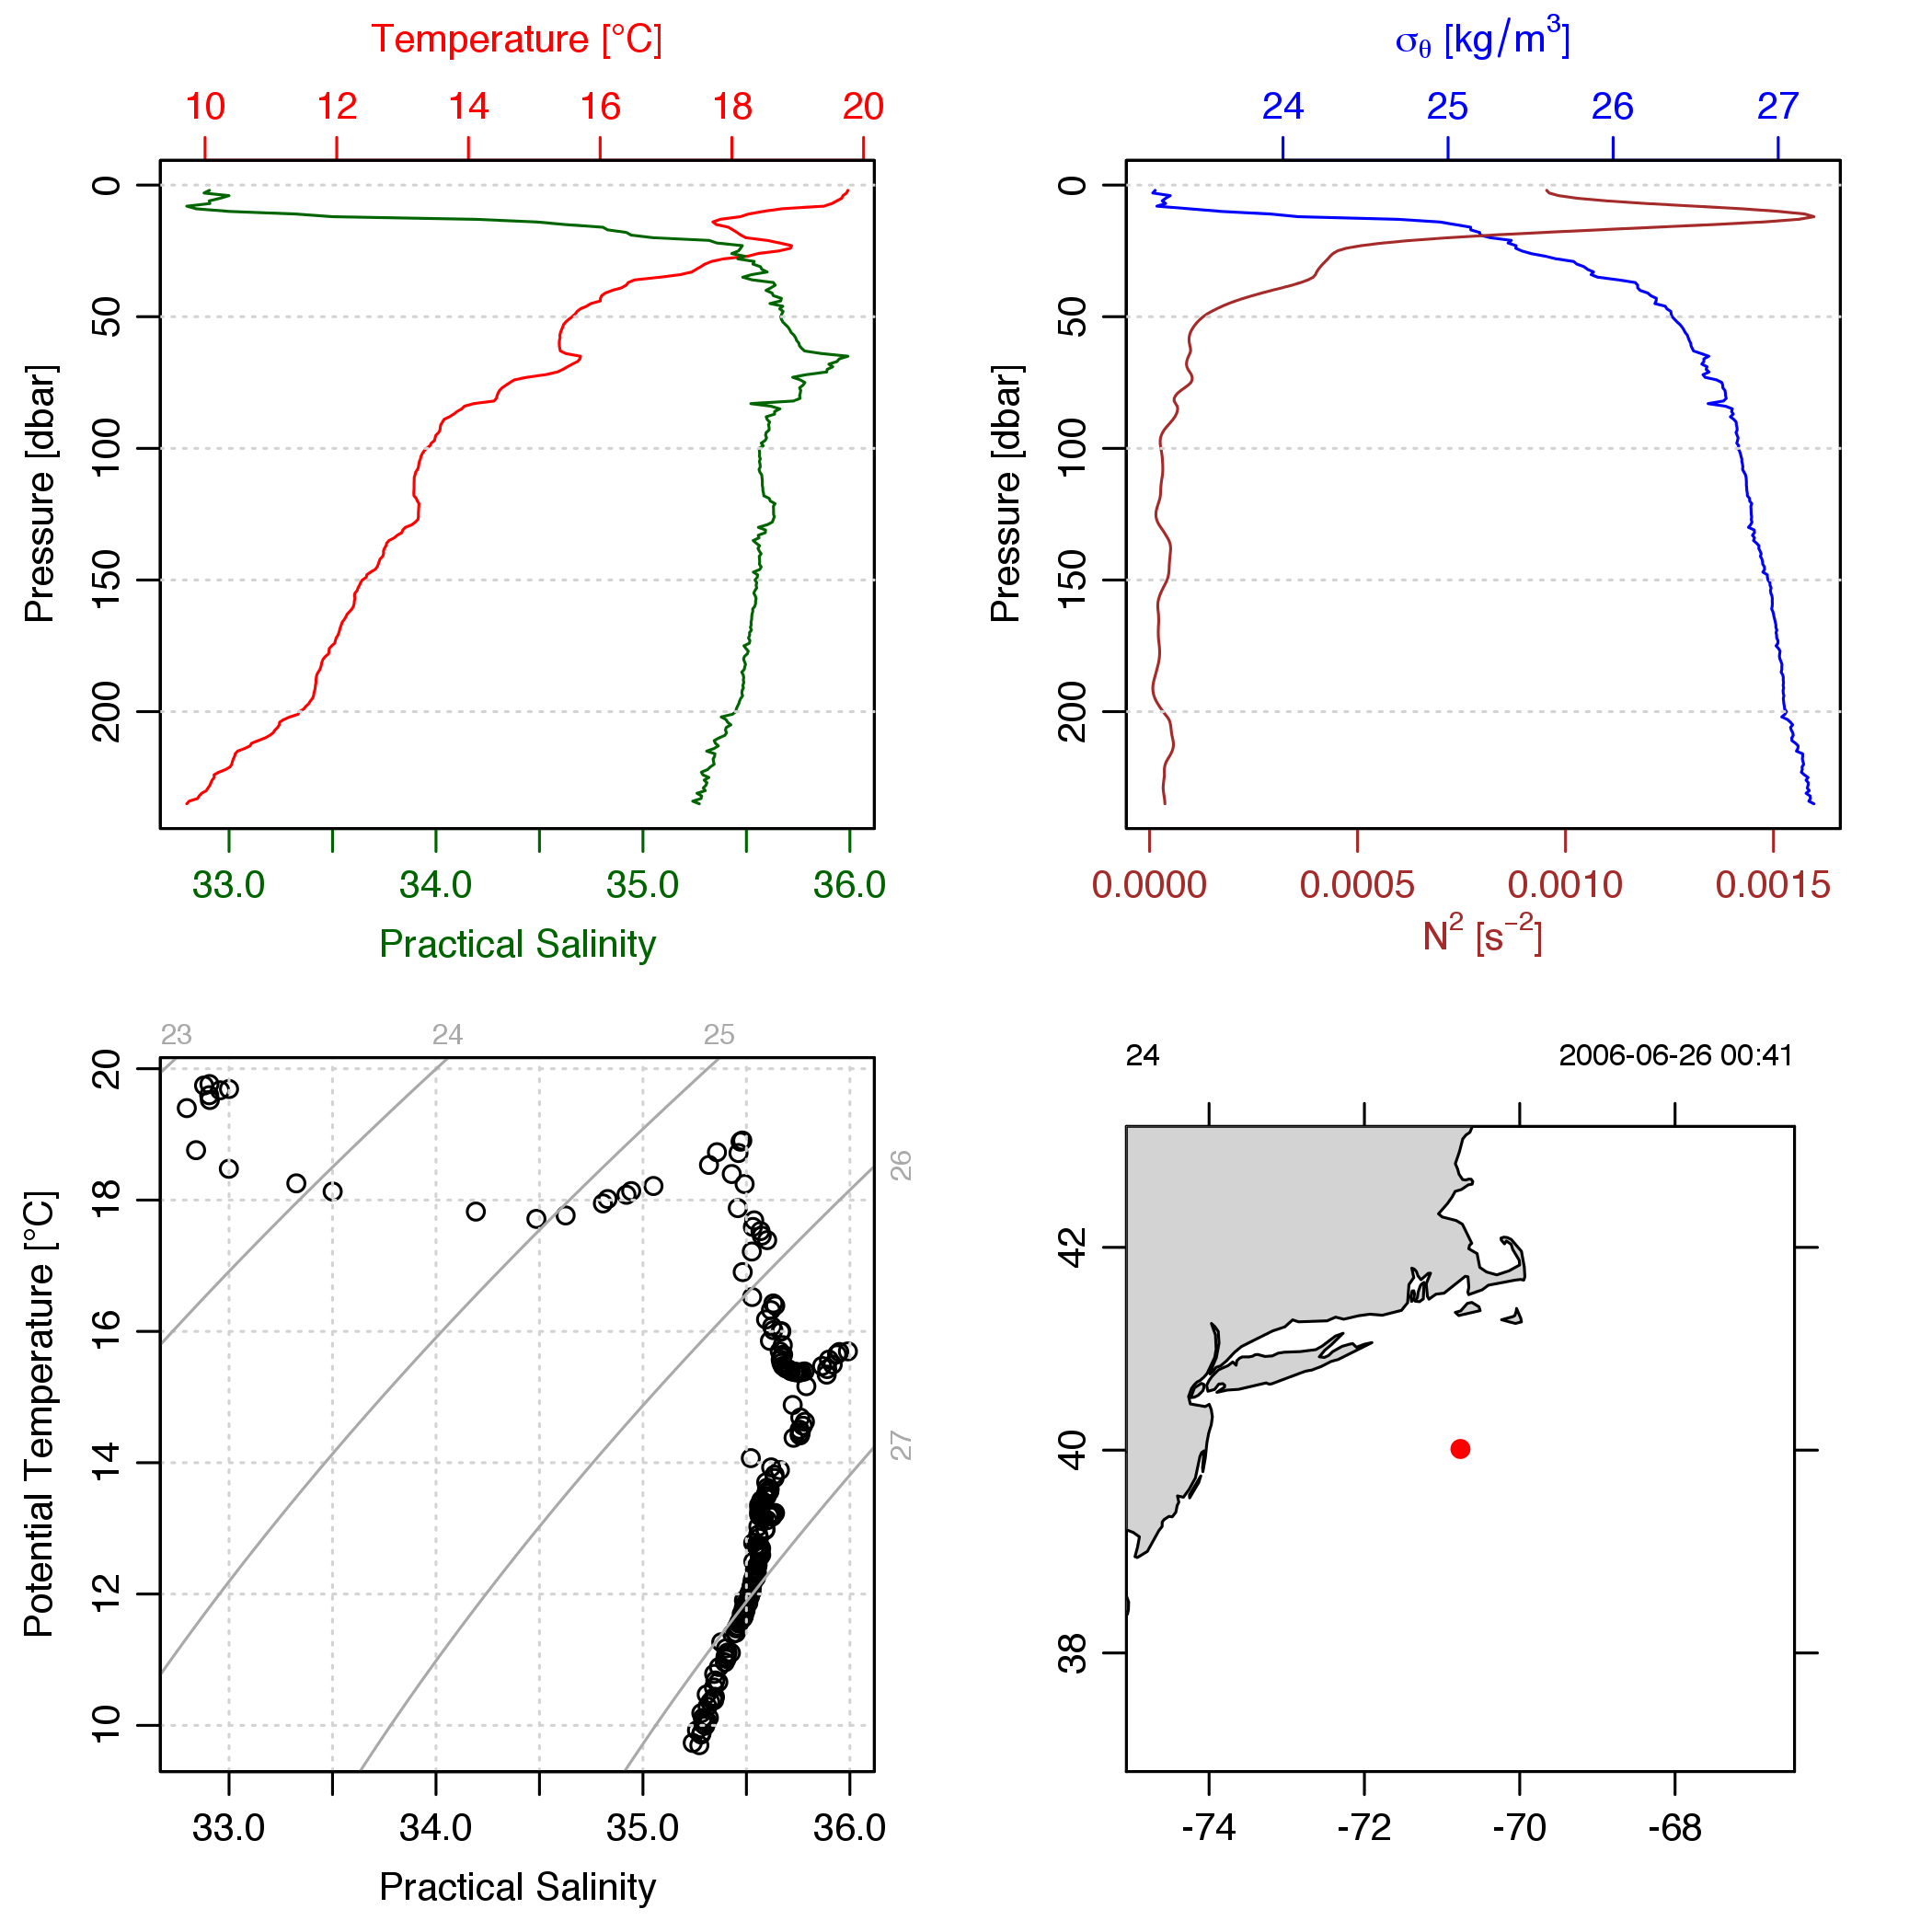 Temperature [°C]
10 12 14 16 18 20
0
50
100
150
200
Pressure [dbar]
33.0 34.0 35.0 36.0
Practical Salinity
σθ [kg/m³]
24 25 26 27
0
50
100
150
200
Pressure [dbar]
0.0000 0.0005 0.0010 0.0015
N² [s⁻²]
23 24 25
26
27
20
18
16
14
12
10
Potential Temperature [°C]
33.0 34.0 35.0 36.0
Practical Salinity
24 2006-06-26 00:41
42
40
38
-74 -72 -70 -68